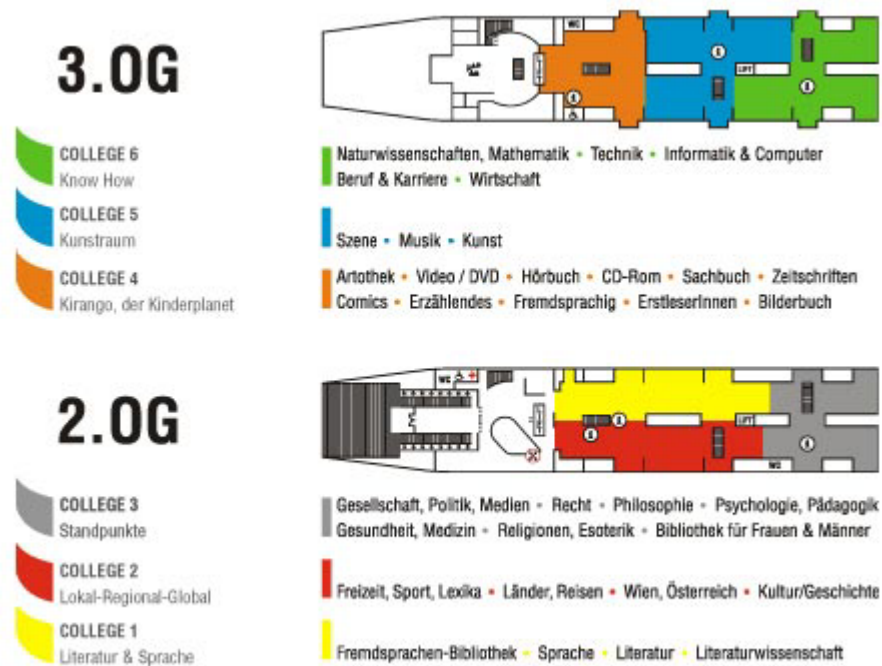 3.OG
WC
LIFT
COLLEGE 6
Know How
Naturwissenschaften, Mathematik • Technik • Informatik & Computer
Beruf & Karriere • Wirtschaft
COLLEGE 5
Kunstraum
Szene • Musik • Kunst
COLLEGE 4
Kirango, der Kinderplanet
Artothek • Video / DVD • Hörbuch • CD-Rom • Sachbuch • Zeitschriften
Comics • Erzählendes • Fremdsprachig • ErstleserInnen • Bilderbuch
2.OG
WC
LIFT
WC
COLLEGE 3
Standpunkte
Gesellschaft, Politik, Medien • Recht • Philosophie • Psychologie, Pädagogik
Gesundheit, Medizin • Religionen, Esoterik • Bibliothek für Frauen & Männer
COLLEGE 2
Lokal-Regional-Global
Freizeit, Sport, Lexika • Länder, Reisen • Wien, Österreich • Kultur/Geschichte
COLLEGE 1
Literatur & Sprache
Fremdsprachen-Bibliothek • Sprache • Literatur • Literaturwissenschaft